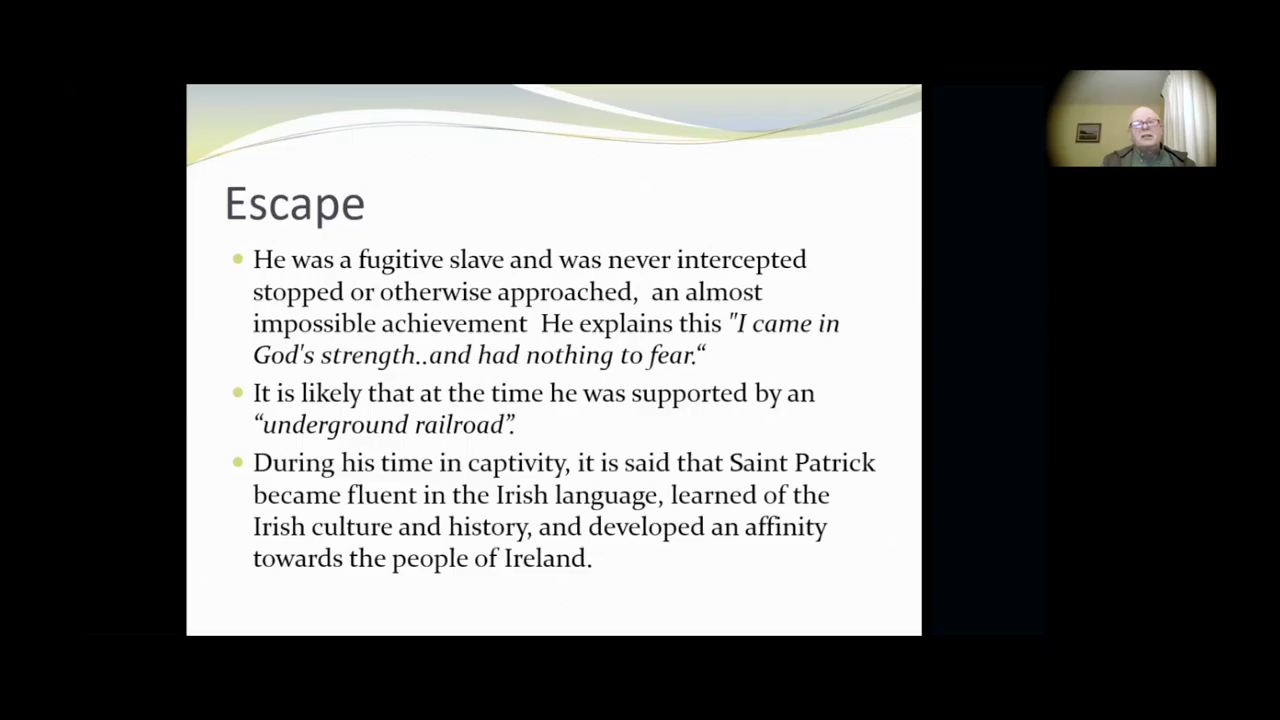 Escape
He was a fugitive slave and was never intercepted
stopped or otherwise approached,  an almost
impossible achievement  He explains this "I came in
God's strength..and had nothing to fear.“
It is likely that at the time he was supported by an
“underground railroad”.
During his time in captivity, it is said that Saint Patrick
became fluent in the Irish language, learned of the
Irish culture and history, and developed an affinity
towards the people of Ireland.